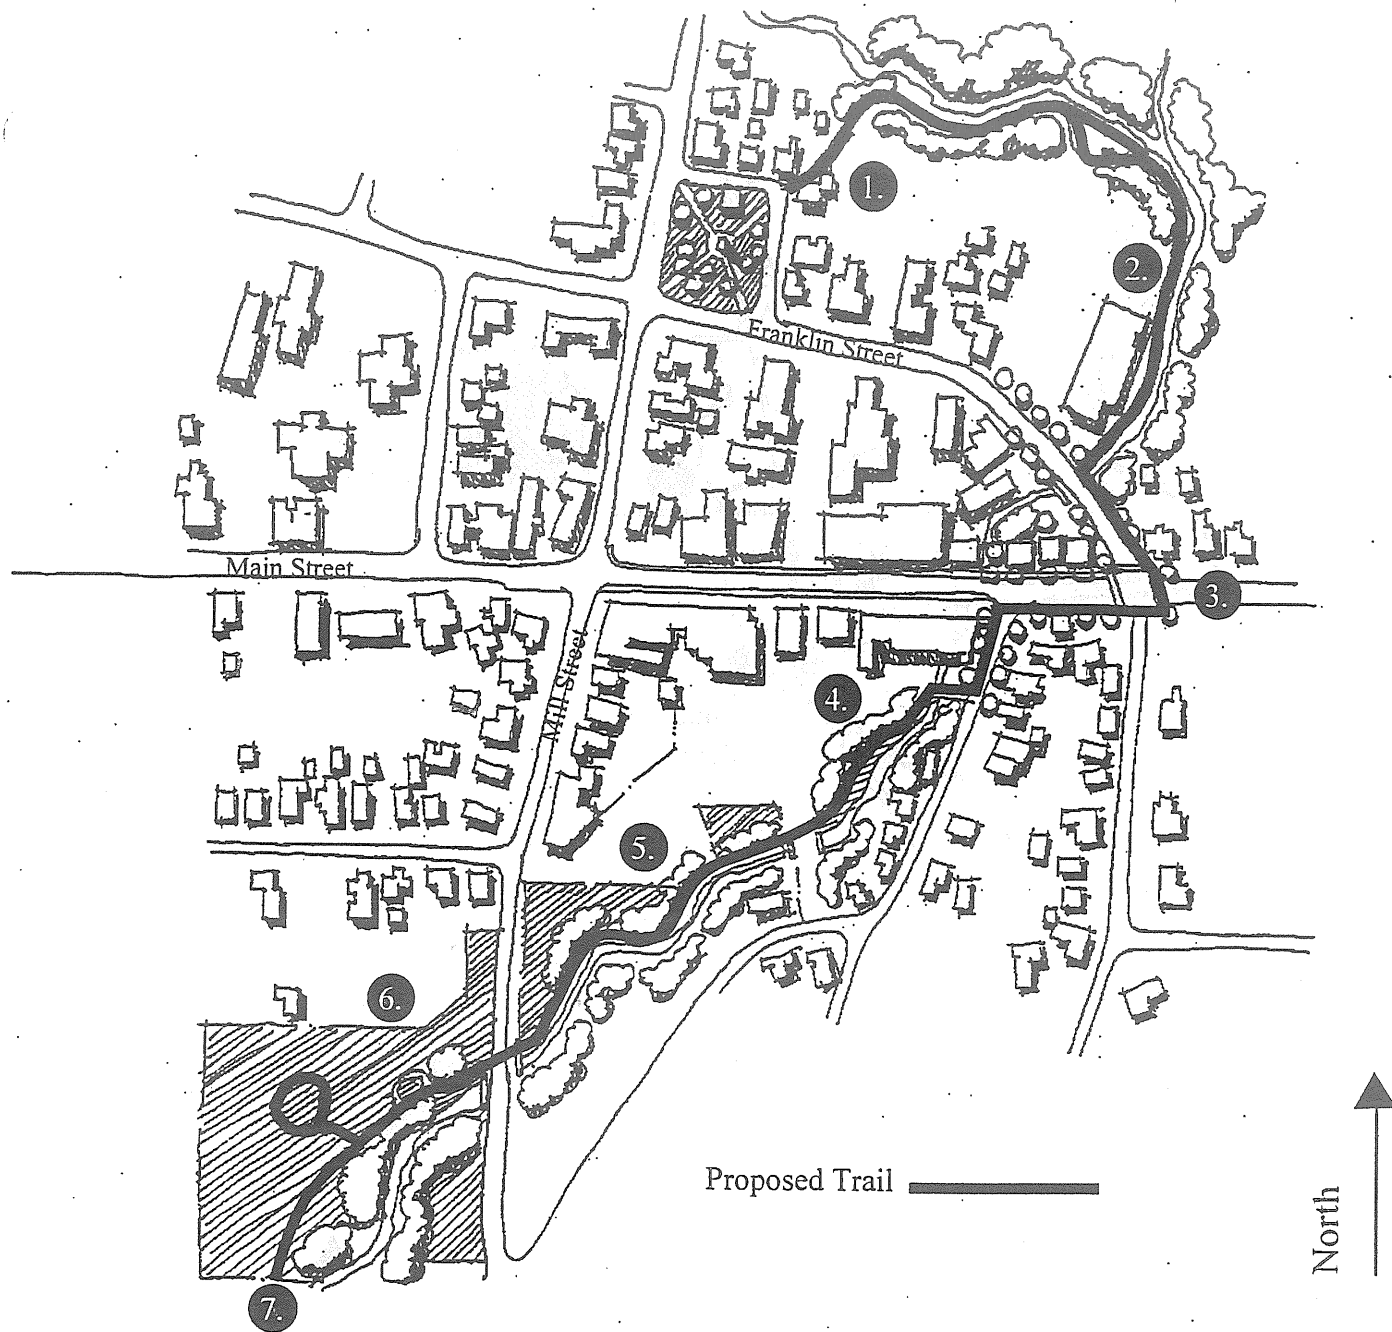 1.
2.
Franklin Street
Main Street
3.
Mill Street
4.
5.
6.
Proposed Trail
North
7.